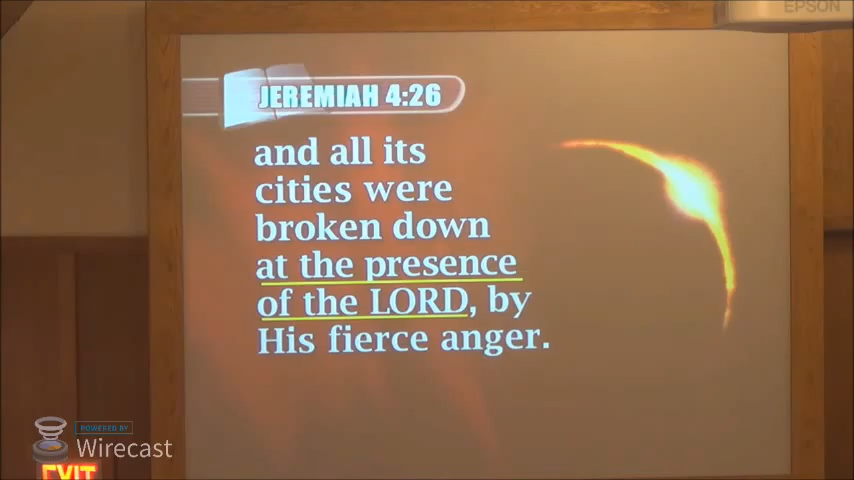 EPSON
JEREMIAH 4:26
and all its
cities were
broken down
at the presence
of the LORD, by
His fierce anger.
POWERED BY
Wirecast
EXIT